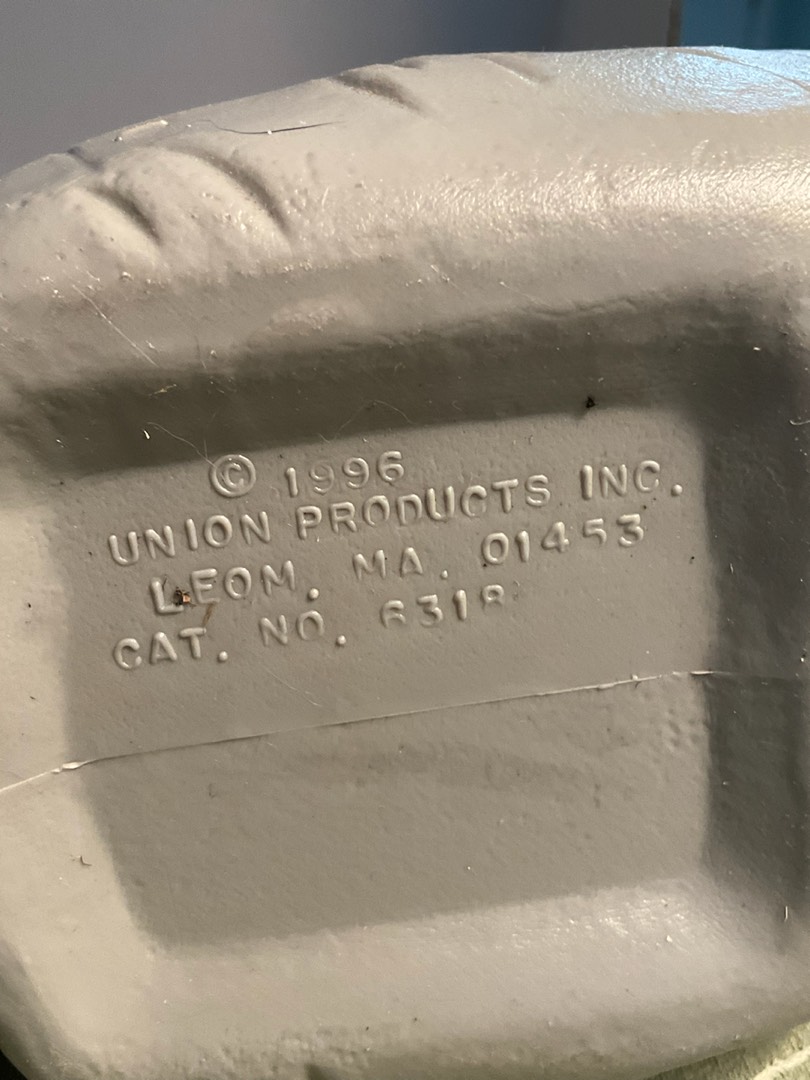 © 1996
UNION PRODUCTS INC.
LEOM. MA. 01453
CAT. NO. 6318